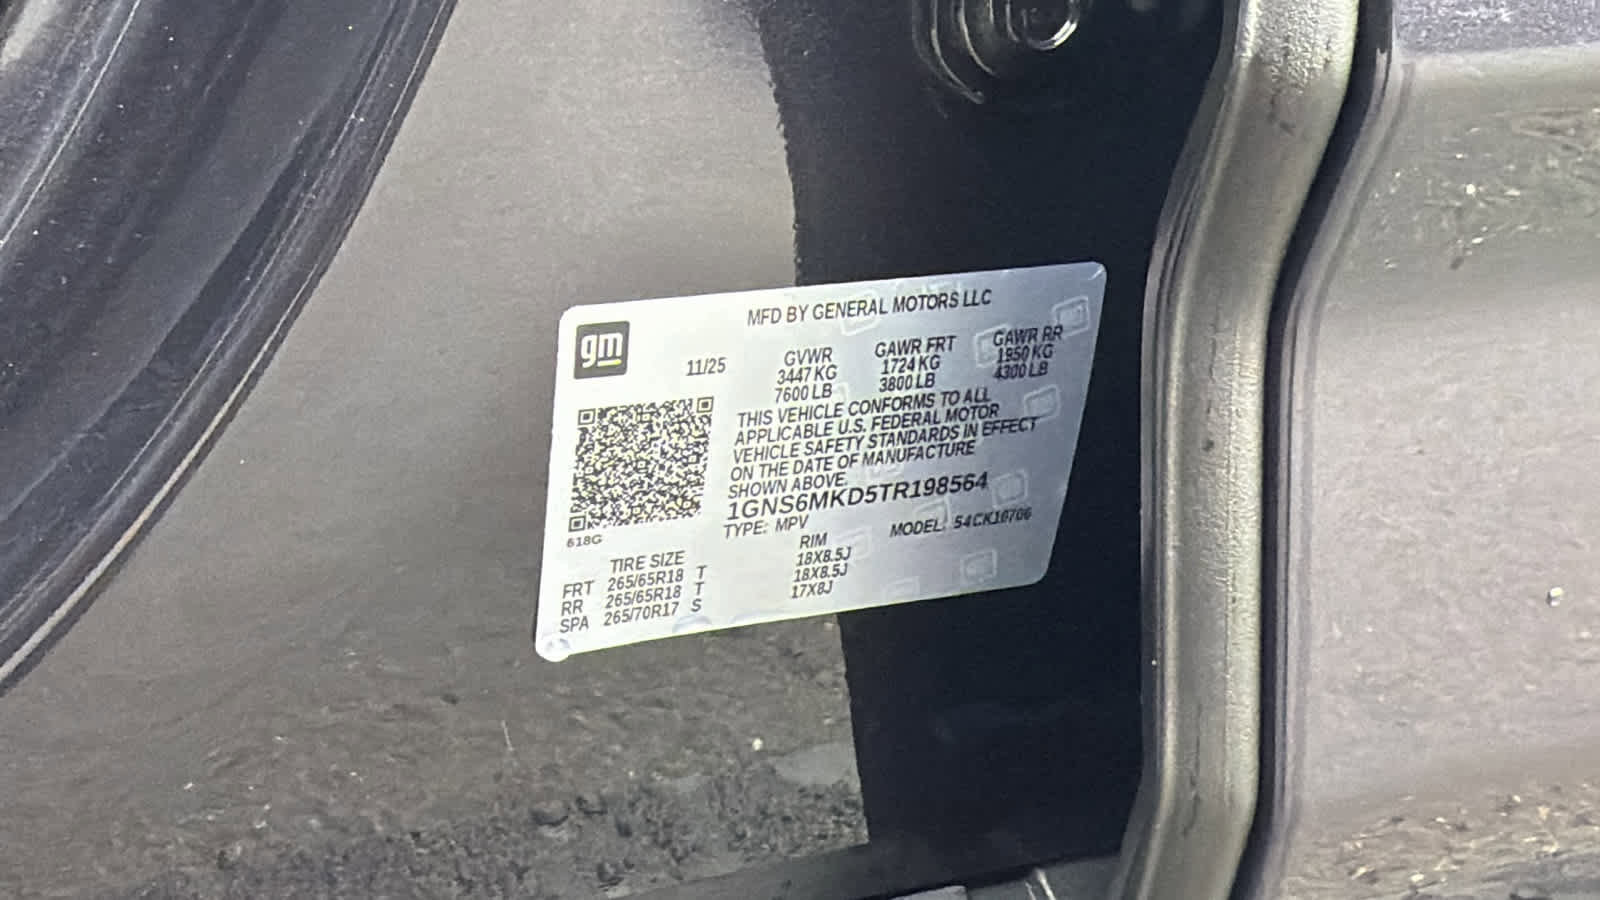 MFD BY GENERAL MOTORS LLC
gm
11/25
GVWR
3447 KG
7600 LB
GAWR FRT
1724 KG
3800 LB
GAWR RR
1950 KG
4300 LB
THIS VEHICLE CONFORMS TO ALL
APPLICABLE U.S. FEDERAL MOTOR
VEHICLE SAFETY STANDARDS IN EFFECT
ON THE DATE OF MANUFACTURE
SHOWN ABOVE.
1GNS6MKD5TR198564
TYPE: MPV
MODEL: S4CK10706
618G
TIRE SIZE RIM
FRT 265/65R18 T 18X8.5J
RR 265/65R18 T 18X8.5J
SPA 265/70R17 S 17X8J